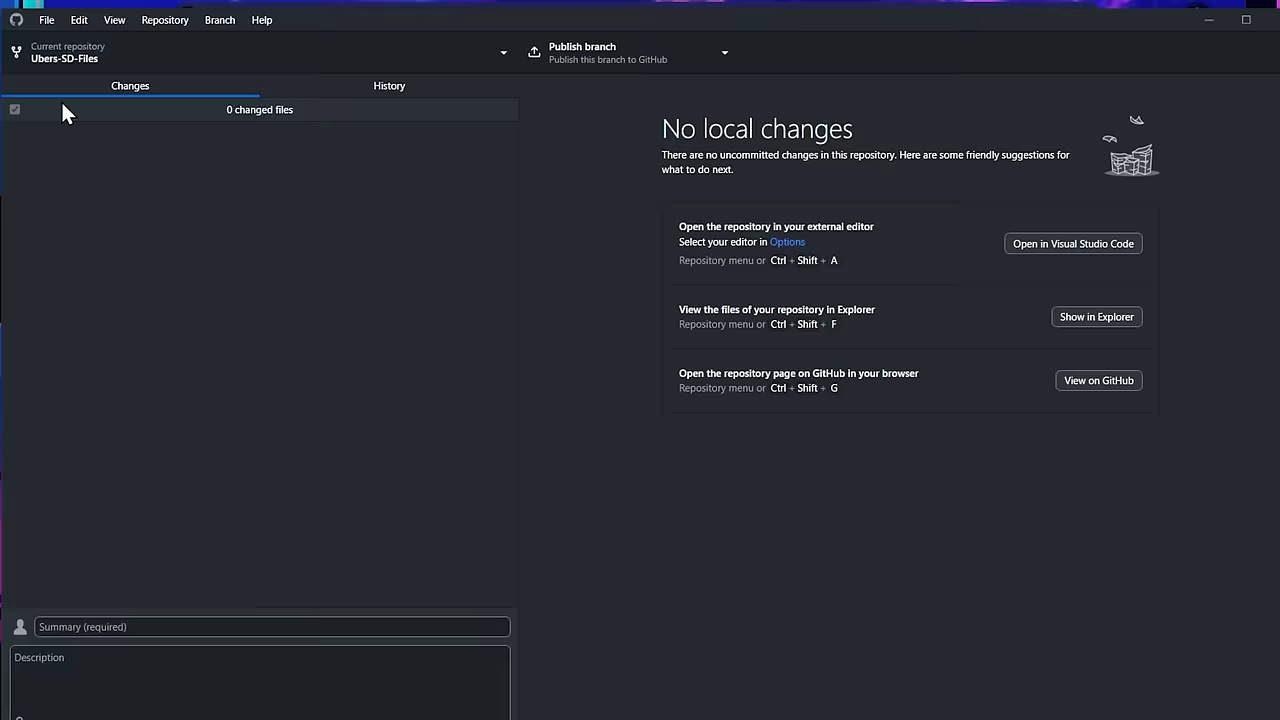 File Edit View Repository Branch Help
Current repository
Ubers-SD-Files
Publish branch
Publish this branch to GitHub
Changes History
0 changed files
No local changes
There are no uncommitted changes in this repository. Here are some friendly suggestions for
what to do next.
Open the repository in your external editor
Select your editor in Options
Repository menu or Ctrl + Shift + A
Open in Visual Studio Code
View the files of your repository in Explorer
Repository menu or Ctrl + Shift + F
Show in Explorer
Open the repository page on GitHub in your browser
Repository menu or Ctrl + Shift + G
View on GitHub
Summary (required)
Description